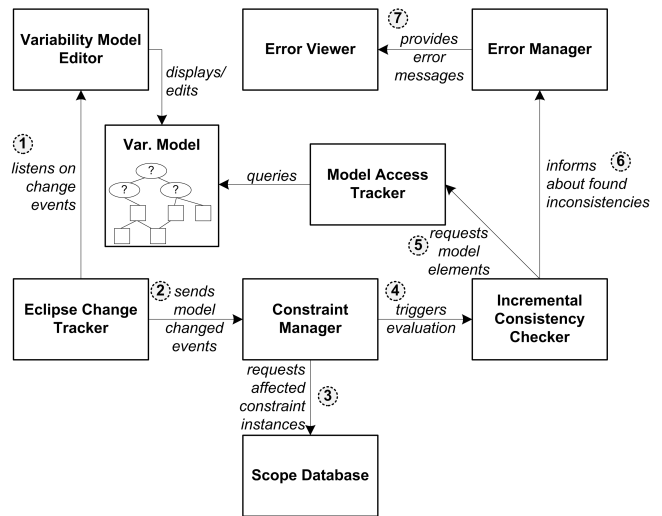 Variability Model
Editor
Error Viewer
7
provides
error
messages
Error Manager
displays/
edits
1
listens on
change
events
Var. Model
?
?
?
queries
Model Access
Tracker
informs
6
about found
inconsistencies
5
requests
model
elements
Eclipse Change
Tracker
2
sends
model
changed
events
Constraint
Manager
4
triggers
evaluation
Incremental
Consistency
Checker
requests
affected
constraint
instances
3
Scope Database